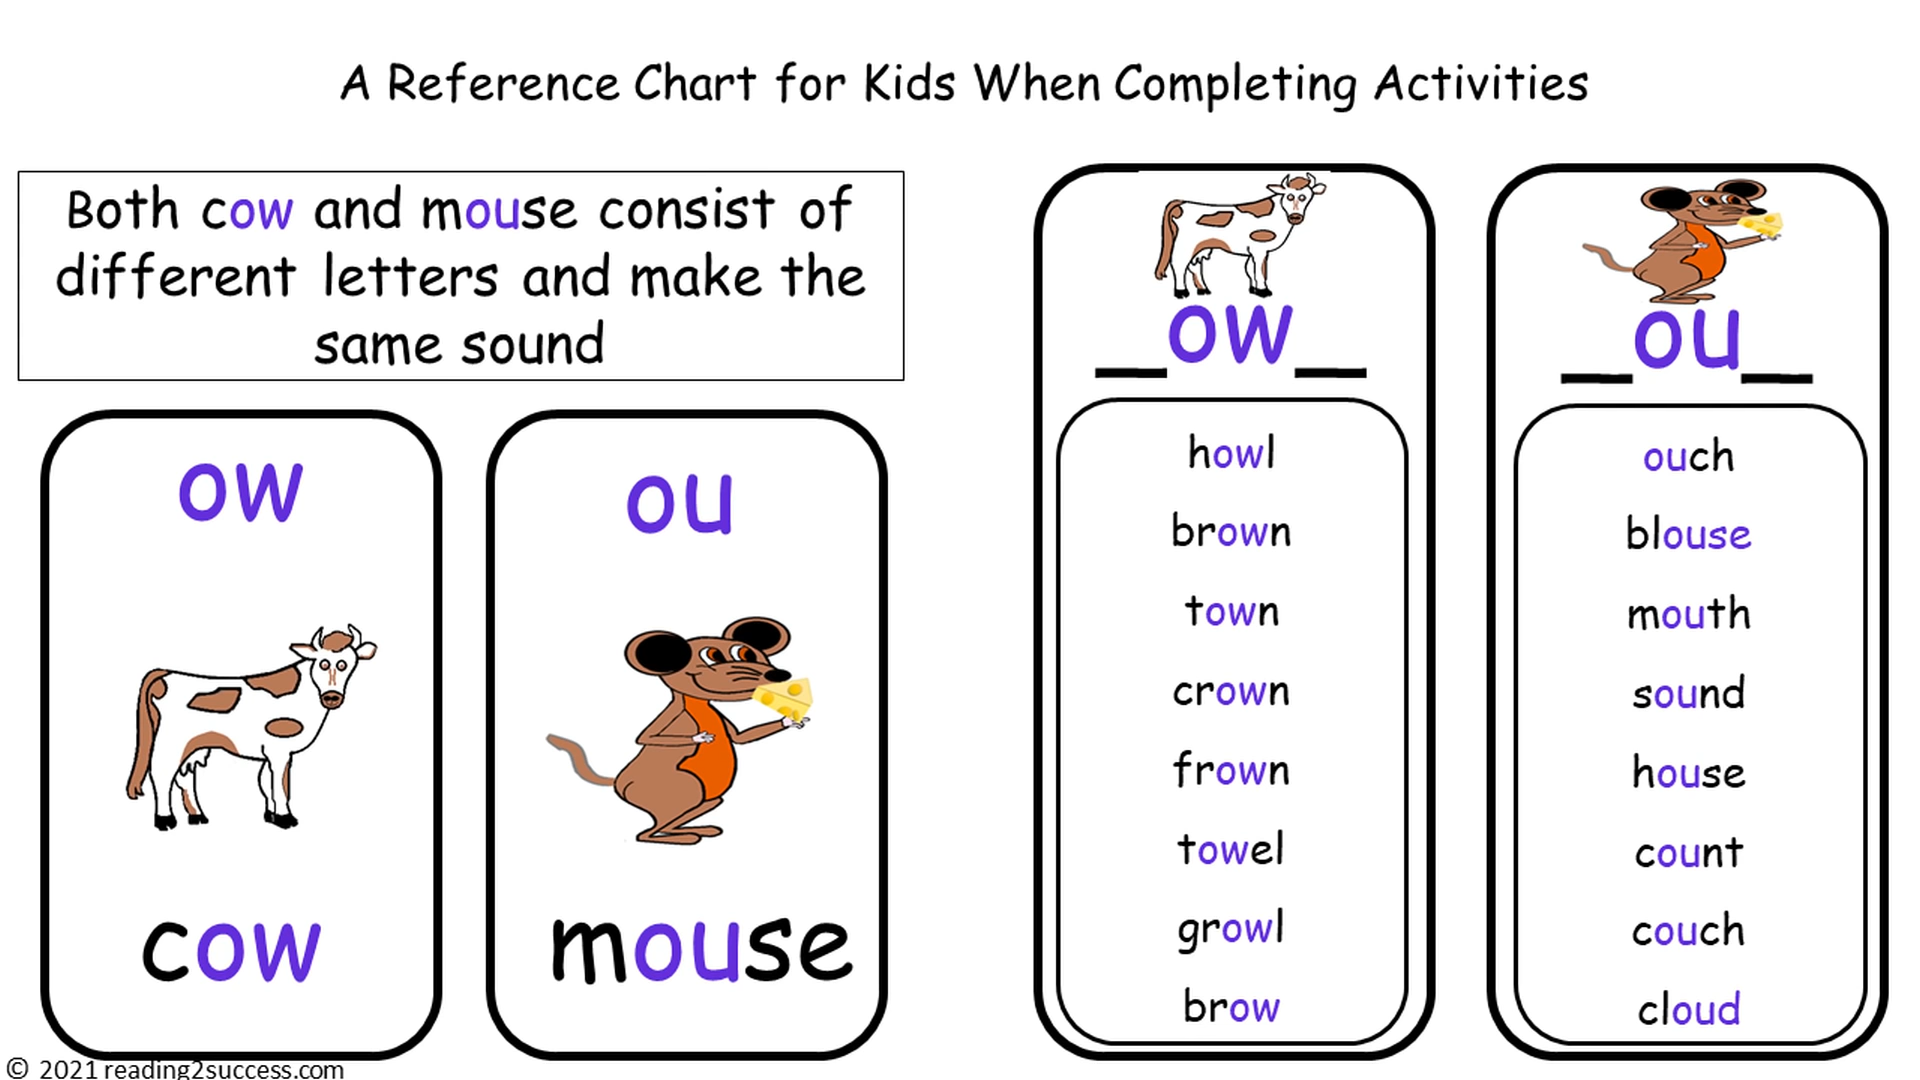 A Reference Chart for Kids When Completing Activities
Both cow and mouse consist of
different letters and make the
same sound
ow
cow
ou
mouse
__ow__
howl
brown
town
crown
frown
towel
growl
brow
__ou__
ouch
blouse
mouth
sound
house
count
couch
cloud
© 2021 reading2success.com